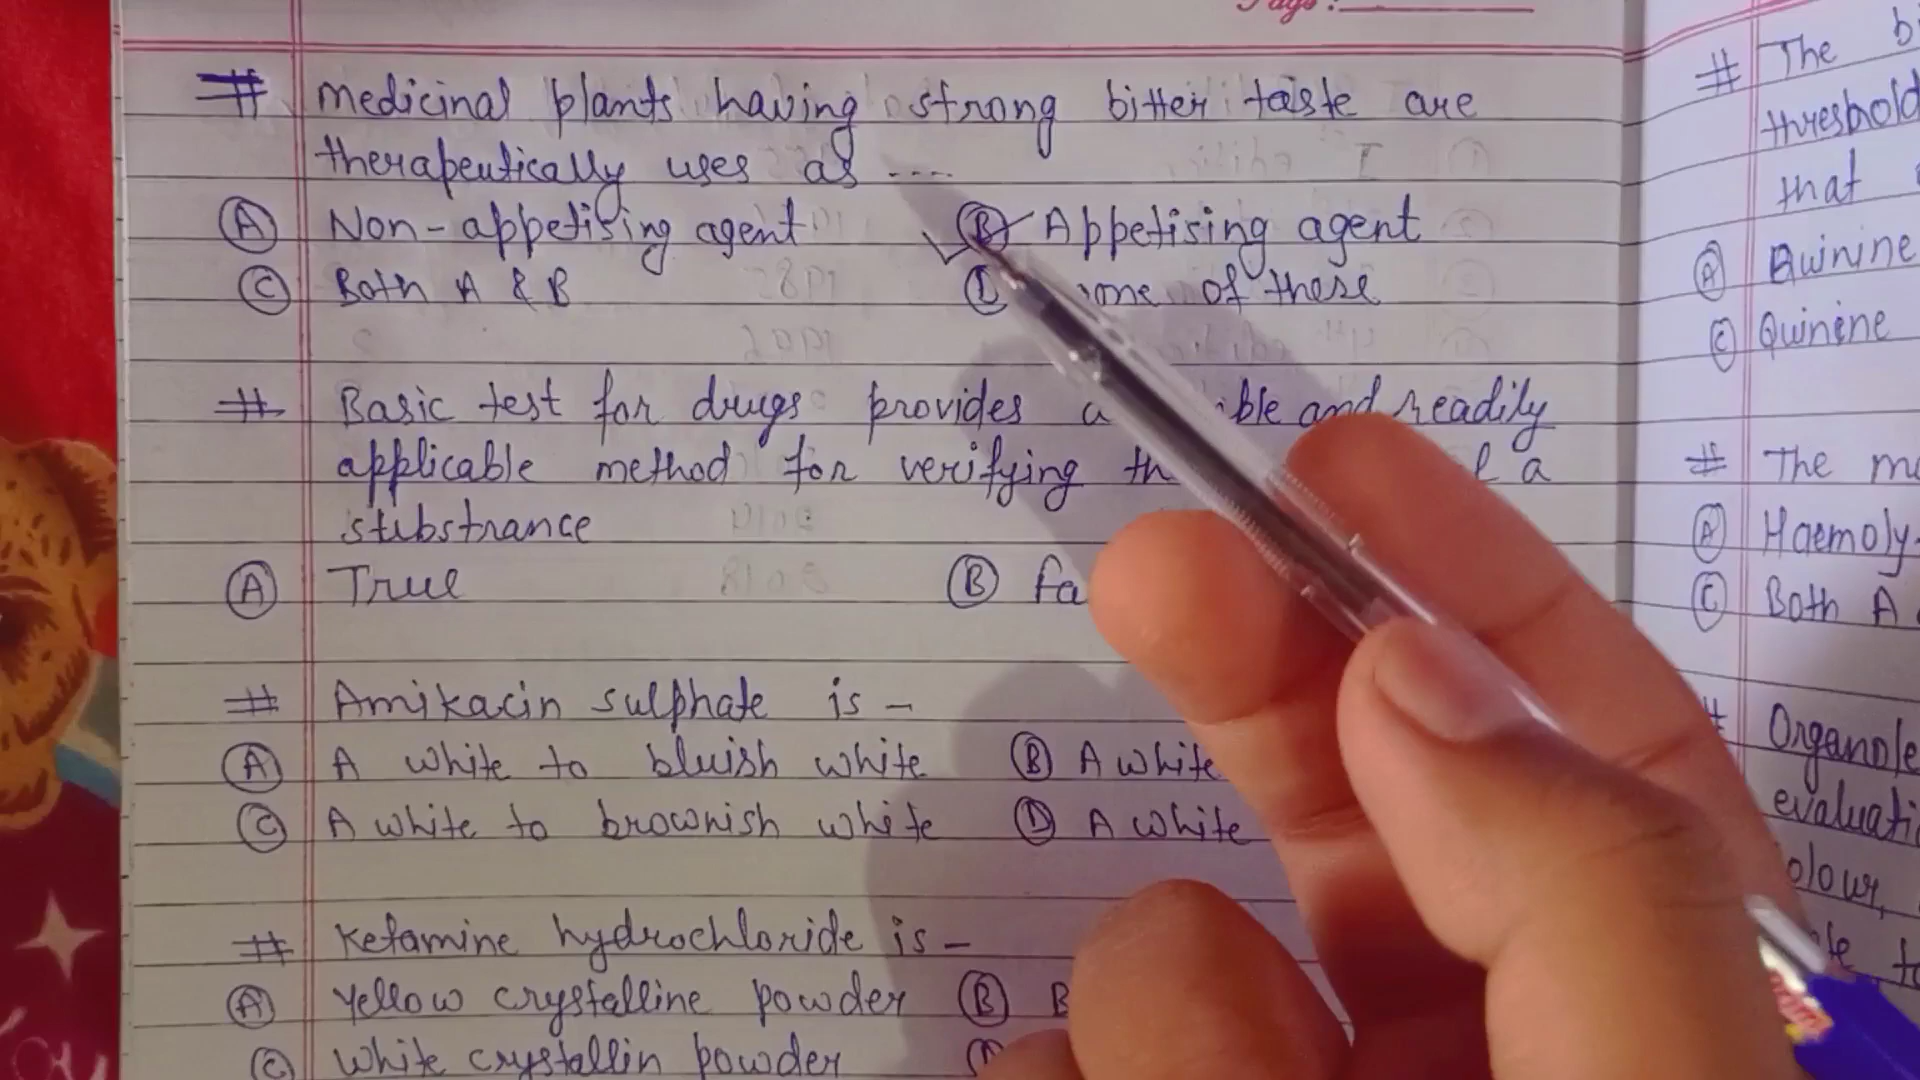 Page:
# medicinal plants having strong bitter taste are
therapeutically uses as ----
(A) Non-appetising agent (B) Appetising agent
(C) Both A & B (D) of these
# Basic test for drugs provides a and readily
applicable method for verifying a
stubstrance
(A) True (B)
# Amikacin sulphate is -
(A) A white to bluish white (B) A white
(C) A white to brownish white (D) A white
# Ketamine hydrochloride is -
(A) Yellow crystalline powder (B) B
(C) White crystallin powder
# The
threshold
that
(A) Quinine
(C) Quinine
# The
(A) Haemoly-
(C) Both A
# Organole
evaluati